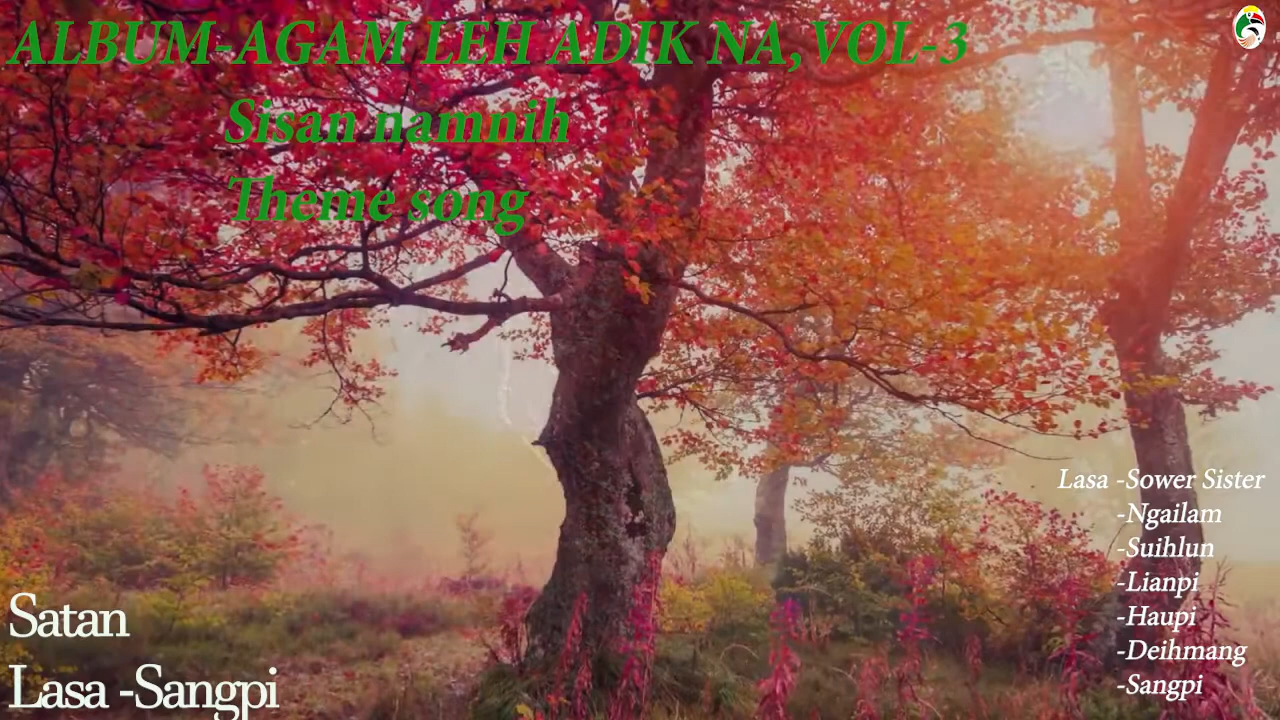 ALBUM-AGAM LEH ADIK NA,VOL-3
Sisan namnih
Theme song
Lasa -Sower Sister
-Ngailam
-Suihlun
-Lianpi
-Haupi
-Deihmang
-Sangpi
Satan
Lasa -Sangpi